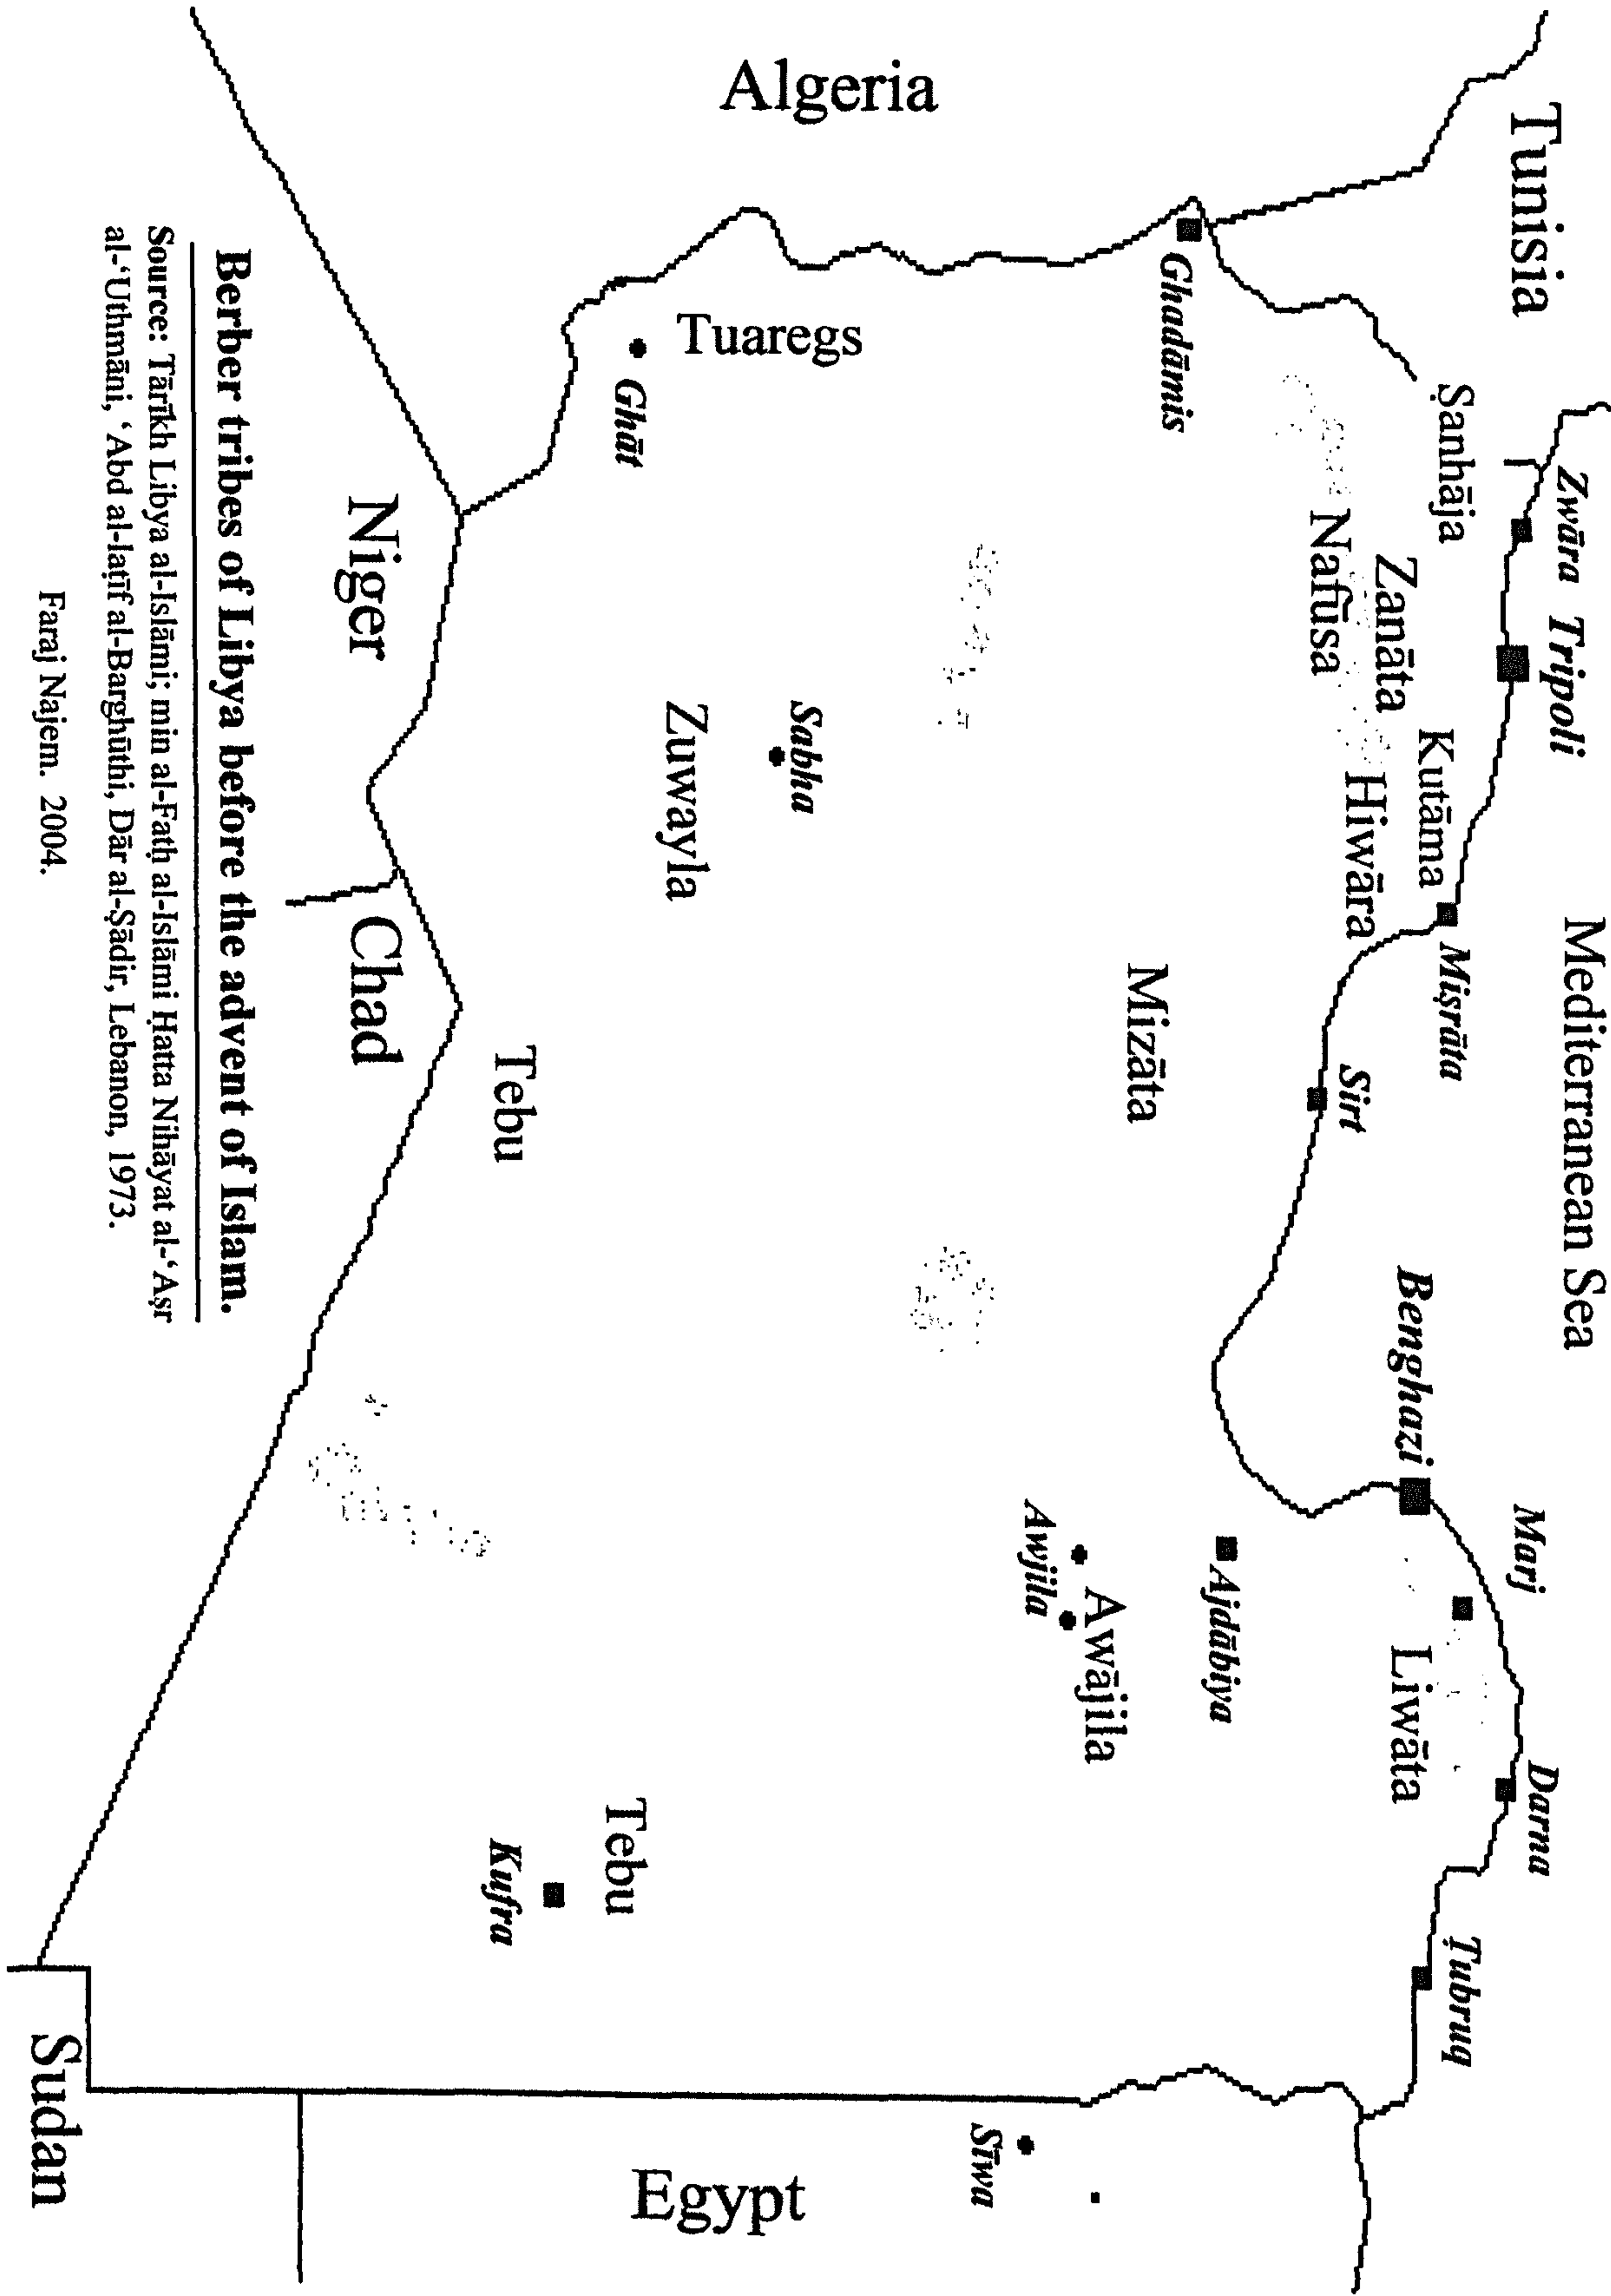 Mediterranean Sea
Tunisia
Zwāra
Tripoli
Marj
Darna
Ṣanhāja
Miṣrāta
Benghaẓi
Ṭubruq
Zanāta
Kutāma
Liwāta
Nafūsa
Hiwāra
Sirt
Ghadāmis
Ajdābiya
Mizāta
Awājila
Awjila
Sīwa
Algeria
Tuaregs
Sabha
Ghāt
Zuwayla
Tebu
Kufra
Egypt
Tebu
Niger
Chad
Sudan
Berber tribes of Libya before the advent of Islam.
Source: Tārīkh Libya al-Islāmi; min al-Fatḥ al-Islāmi Ḥatta Nihāyat al-‘Aṣr
al-‘Uthmāni, ‘Abd al-laṭīf al-Barghūthi, Dār al-Ṣādir, Lebanon, 1973.
Faraj Najem. 2004.